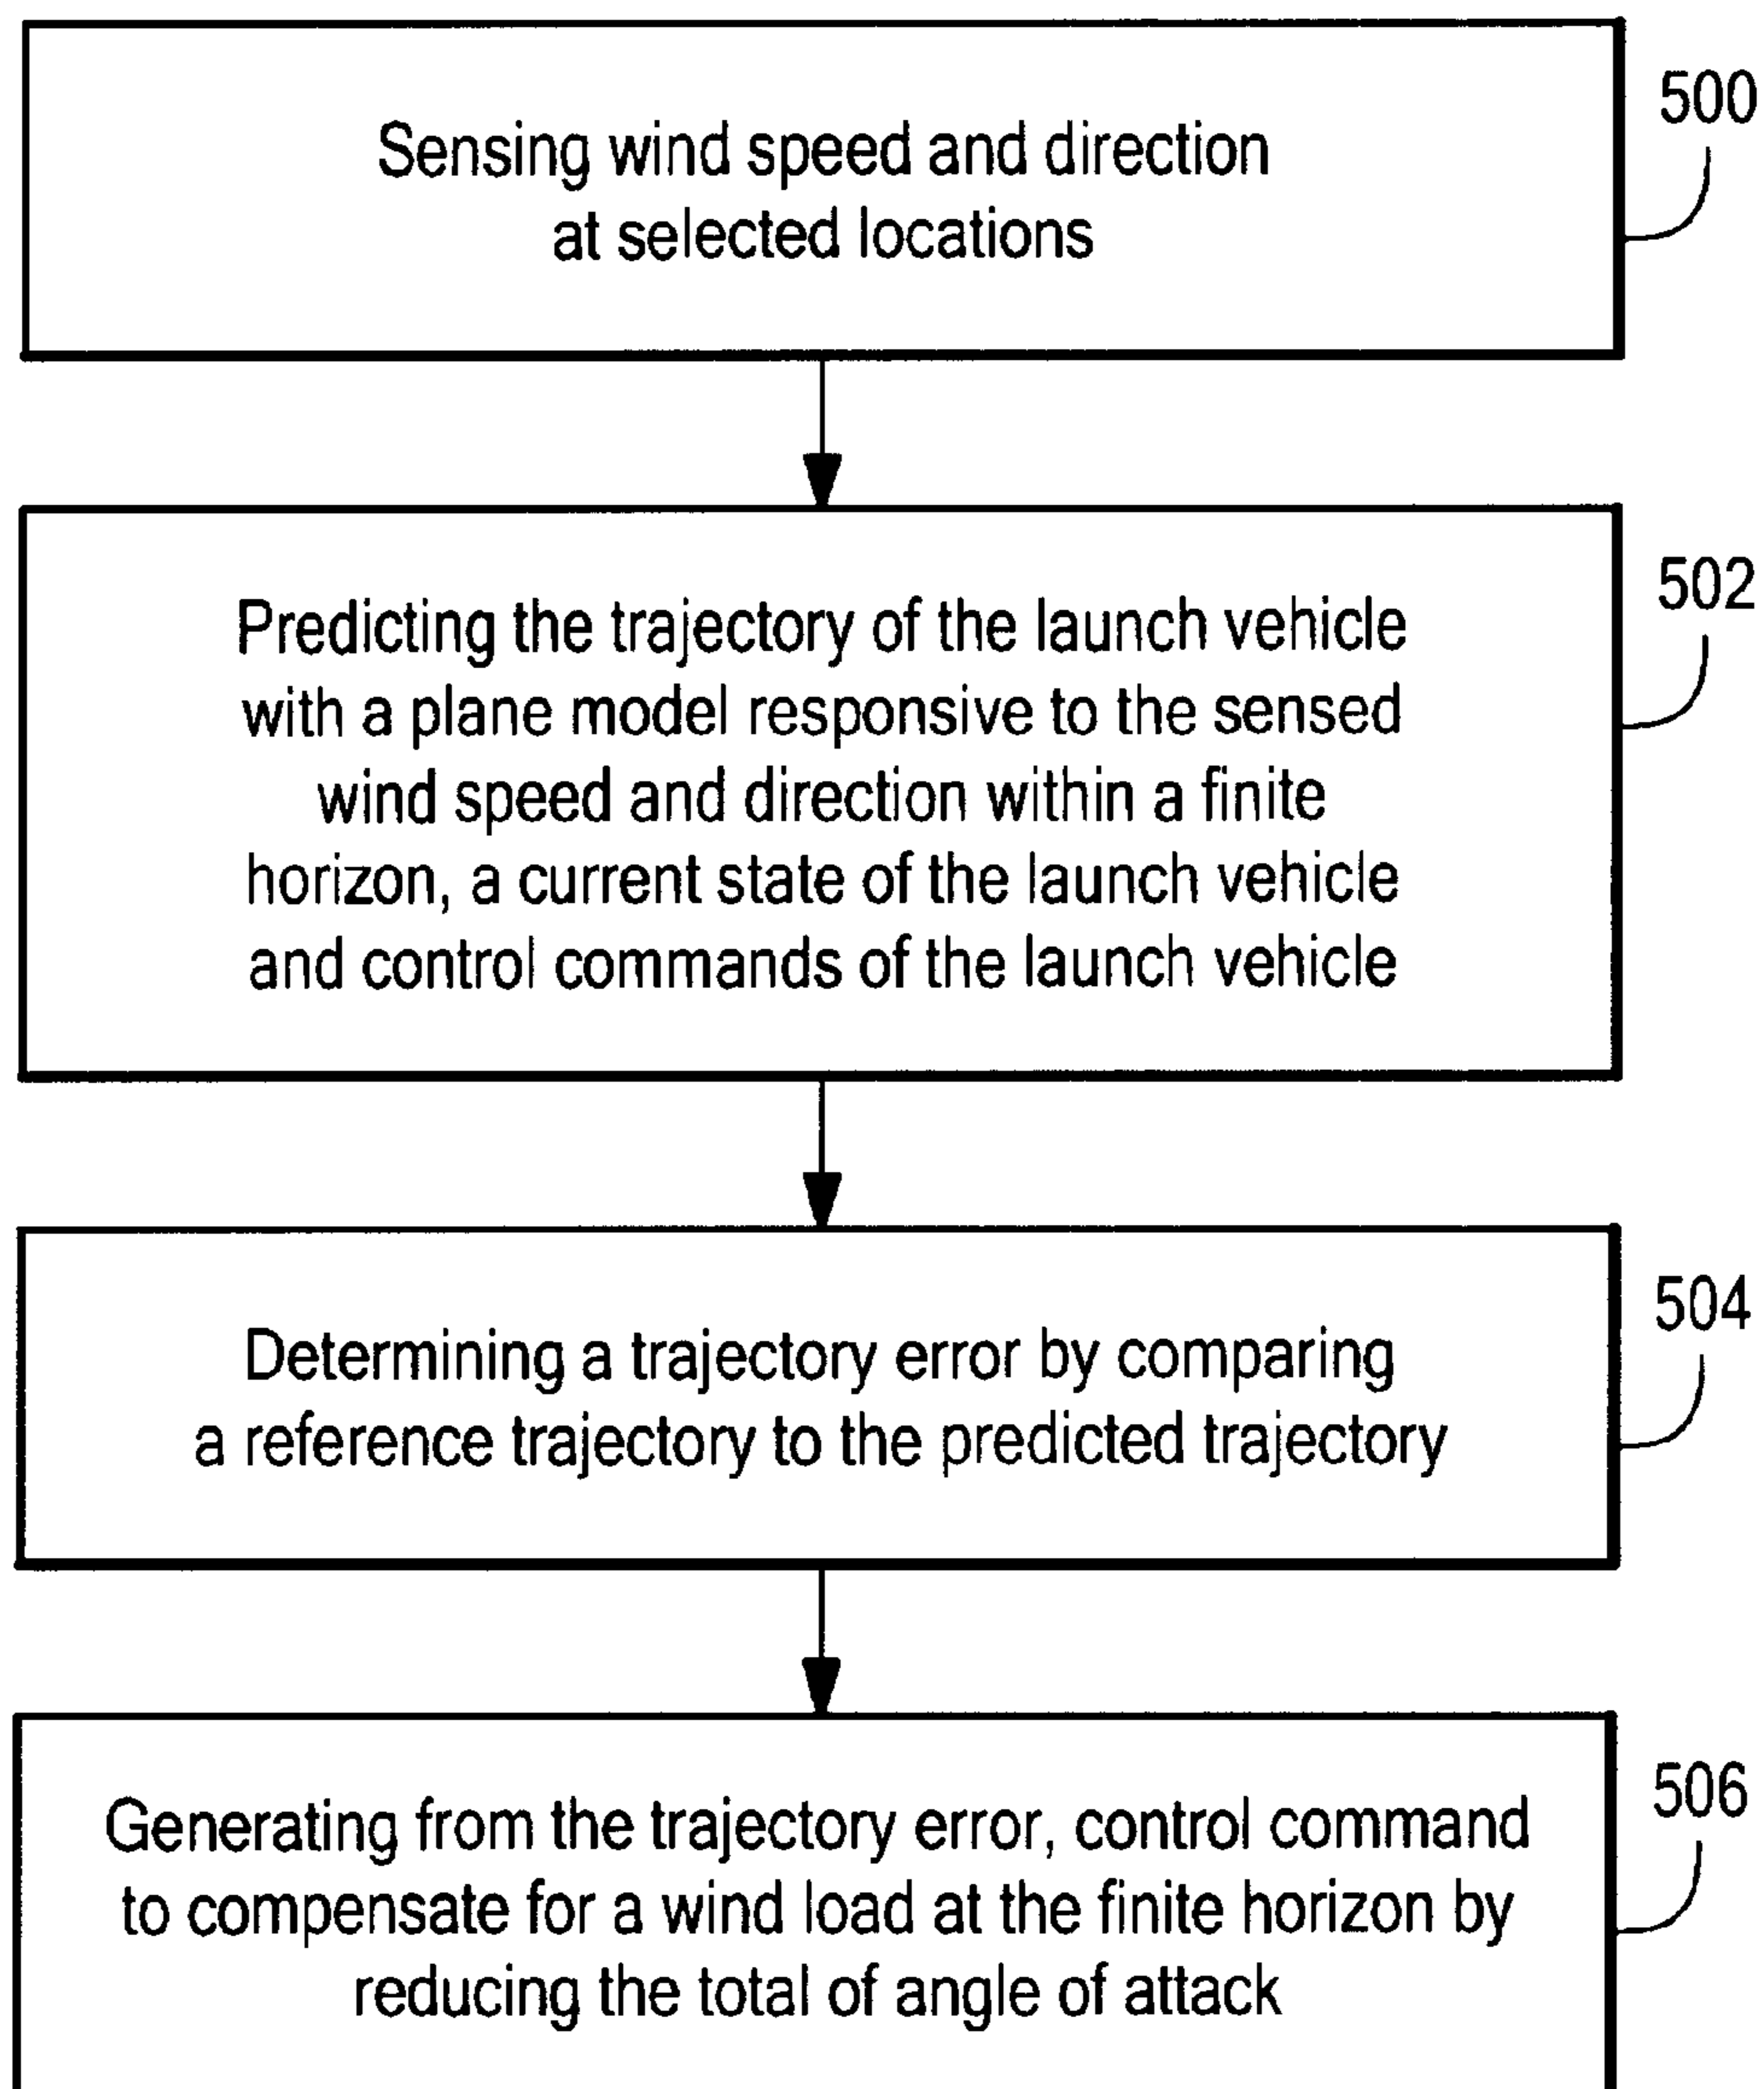 500
Sensing wind speed and direction
at selected locations
502
Predicting the trajectory of the launch vehicle
with a plane model responsive to the sensed
wind speed and direction within a finite
horizon, a current state of the launch vehicle
and control commands of the launch vehicle
504
Determining a trajectory error by comparing
a reference trajectory to the predicted trajectory
506
Generating from the trajectory error, control command
to compensate for a wind load at the finite horizon by
reducing the total of angle of attack